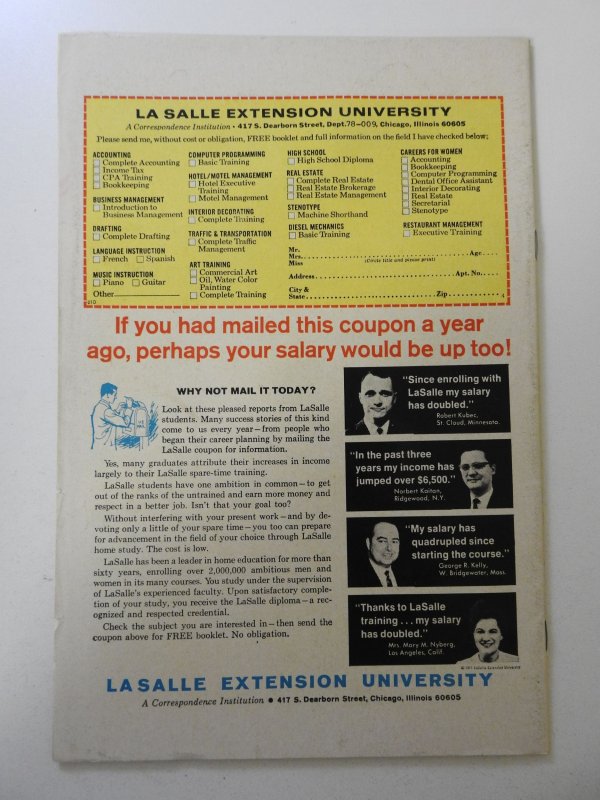 LA SALLE EXTENSION UNIVERSITY
A Correspondence Institution • 417 S. Dearborn Street, Dept. 78-009, Chicago, Illinois 60605
Please send me, without cost or obligation, FREE booklet and full information on the field I have checked below:
ACCOUNTING
Complete Accounting
Income Tax
CPA Training
Bookkeeping
BUSINESS MANAGEMENT
Introduction to
Business Management
DRAFTING
Complete Drafting
LANGUAGE INSTRUCTION
French Spanish
MUSIC INSTRUCTION
Piano Guitar
Other
COMPUTER PROGRAMMING
Basic Training
HOTEL/MOTEL MANAGEMENT
Hotel Executive
Training
Motel Management
INTERIOR DECORATING
Complete Training
TRAFFIC & TRANSPORTATION
Complete Traffic
Management
ART TRAINING
Commercial Art
Oil, Water Color
Painting
Complete Training
HIGH SCHOOL
High School Diploma
REAL ESTATE
Complete Real Estate
Real Estate Brokerage
Real Estate Management
STENOTYPE
Machine Shorthand
DIESEL MECHANICS
Basic Training
CAREERS FOR WOMEN
Accounting
Bookkeeping
Computer Programming
Dental Office Assistant
Interior Decorating
Real Estate
Secretarial
Stenotype
RESTAURANT MANAGEMENT
Executive Training
Mr.
Mrs. Age
Miss (Circle title and please print)
Address Apt. No.
City &
State Zip
210
If you had mailed this coupon a year
ago, perhaps your salary would be up too!
WHY NOT MAIL IT TODAY?
Look at these pleased reports from LaSalle
students. Many success stories of this kind
come to us every year—from people who
began their career planning by mailing the
LaSalle coupon for information.
Yes, many graduates attribute their increases in income
largely to their LaSalle spare-time training.
LaSalle students have one ambition in common—to get
out of the ranks of the untrained and earn more money and
respect in a better job. Isn't that your goal too?
Without interfering with your present work—and by de-
voting only a little of your spare time—you too can prepare
for advancement in the field of your choice through LaSalle
home study. The cost is low.
LaSalle has been a leader in home education for more than
sixty years, enrolling over 2,000,000 ambitious men and
women in its many courses. You study under the supervision
of LaSalle's experienced faculty. Upon satisfactory comple-
tion of your study, you receive the LaSalle diploma—a rec-
ognized and respected credential.
Check the subject you are interested in—then send the
coupon above for FREE booklet. No obligation.
"Since enrolling with
LaSalle my salary
has doubled."
Robert Kubec,
St. Cloud, Minnesota.
"In the past three
years my income has
jumped over $6,500."
Norbert Kaitan,
Ridgewood, N.Y.
"My salary has
quadrupled since
starting the course."
George R. Kelly,
W. Bridgewater, Mass.
"Thanks to LaSalle
training . . . my salary
has doubled."
Mrs. Mary M. Nyberg,
Los Angeles, Calif.
© 1971 LaSalle Extension University
LA SALLE EXTENSION UNIVERSITY
A Correspondence Institution • 417 S. Dearborn Street, Chicago, Illinois 60605